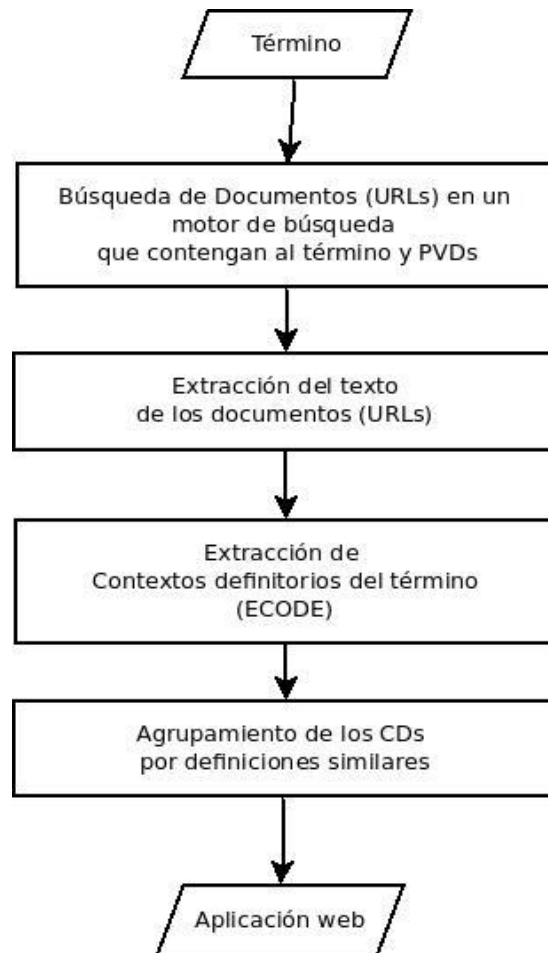 Término
Búsqueda de Documentos (URLs) en un
motor de búsqueda
que contengan al término y PVDs
Extracción del texto
de los documentos (URLs)
Extracción de
Contextos definitorios del término
(ECODE)
Agrupamiento de los CDs
por definiciones similares
Aplicación web